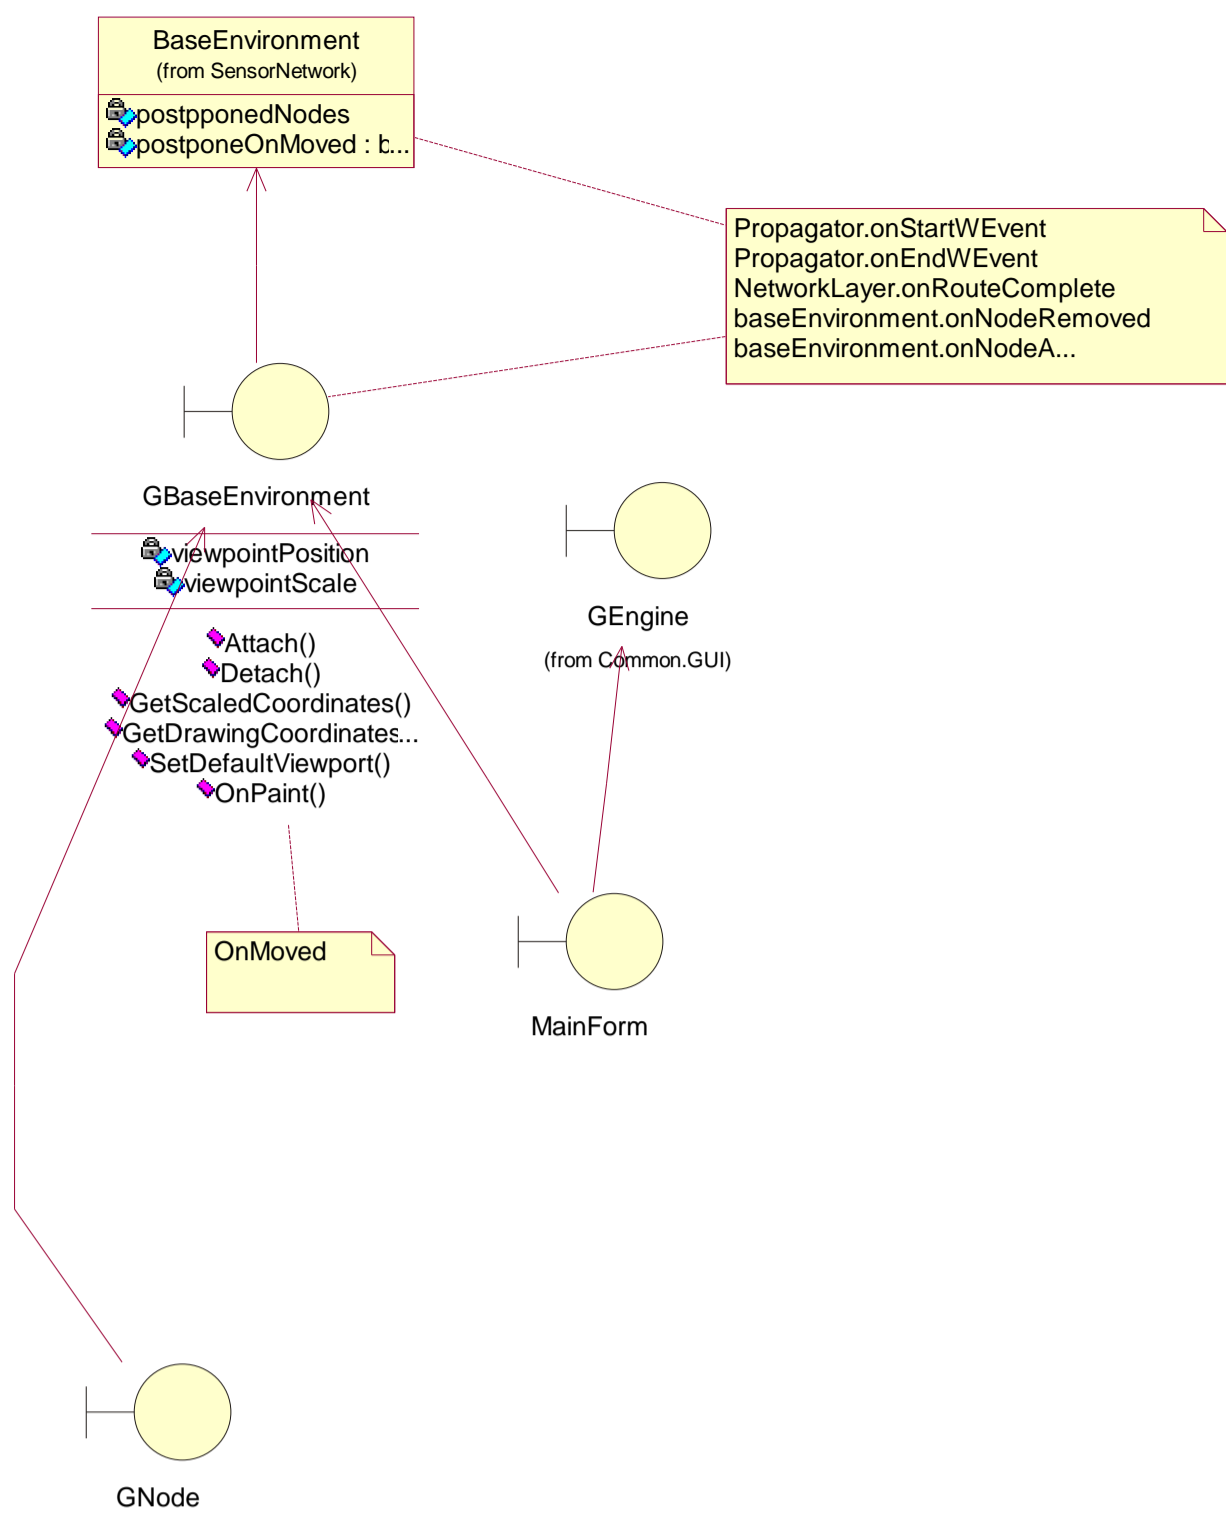 BaseEnvironment
(from SensorNetwork)
postpponedNodes
postponeOnMoved : b...
Propagator.onStartWEvent
Propagator.onEndWEvent
NetworkLayer.onRouteComplete
baseEnvironment.onNodeRemoved
baseEnvironment.onNodeA...
GBaseEnvironment
viewpointPosition
viewpointScale
Attach()
Detach()
GetScaledCoordinates()
GetDrawingCoordinates...
SetDefaultViewport()
OnPaint()
GEngine
(from Common.GUI)
OnMoved
MainForm
GNode